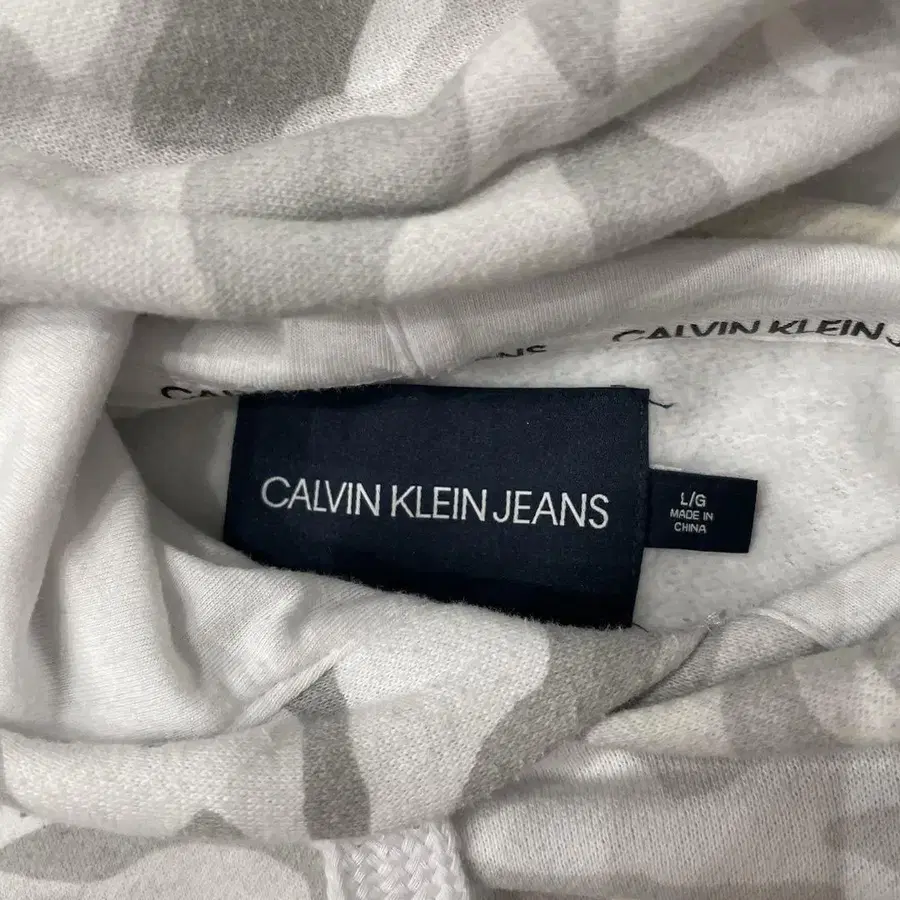 CALVIN KLEIN J
CALVIN KLEIN JEANS
L/G
MADE IN
CHINA